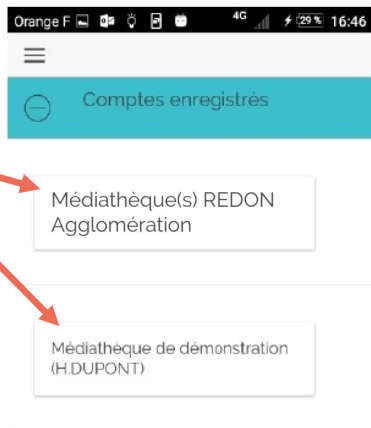 Orange F 4G 29 % 16:46
Comptes enregistrés
Médiathèque(s) REDON
Agglomération
Médiathèque de démonstration
(H.DUPONT)